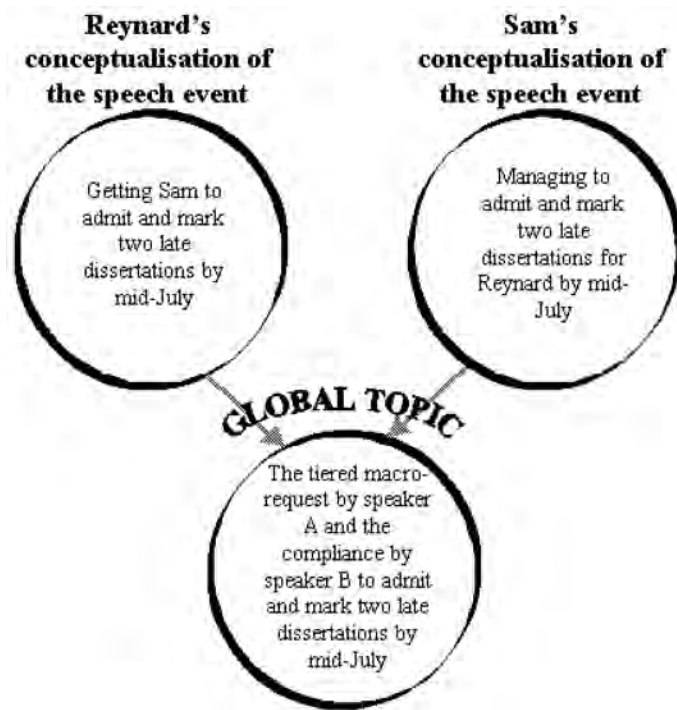 Reynard's
conceptualisation of
the speech event
Sam's
conceptualisation of
the speech event
Getting Sam to
admit and mark
two late
dissertations by
mid-July
Managing to
admit and mark
two late
dissertations for
Reynard by mid-
July
GLOBAL TOPIC
The tiered macro-
request by speaker
A and the
compliance by
speaker B to admit
and mark two late
dissertations by
mid-July